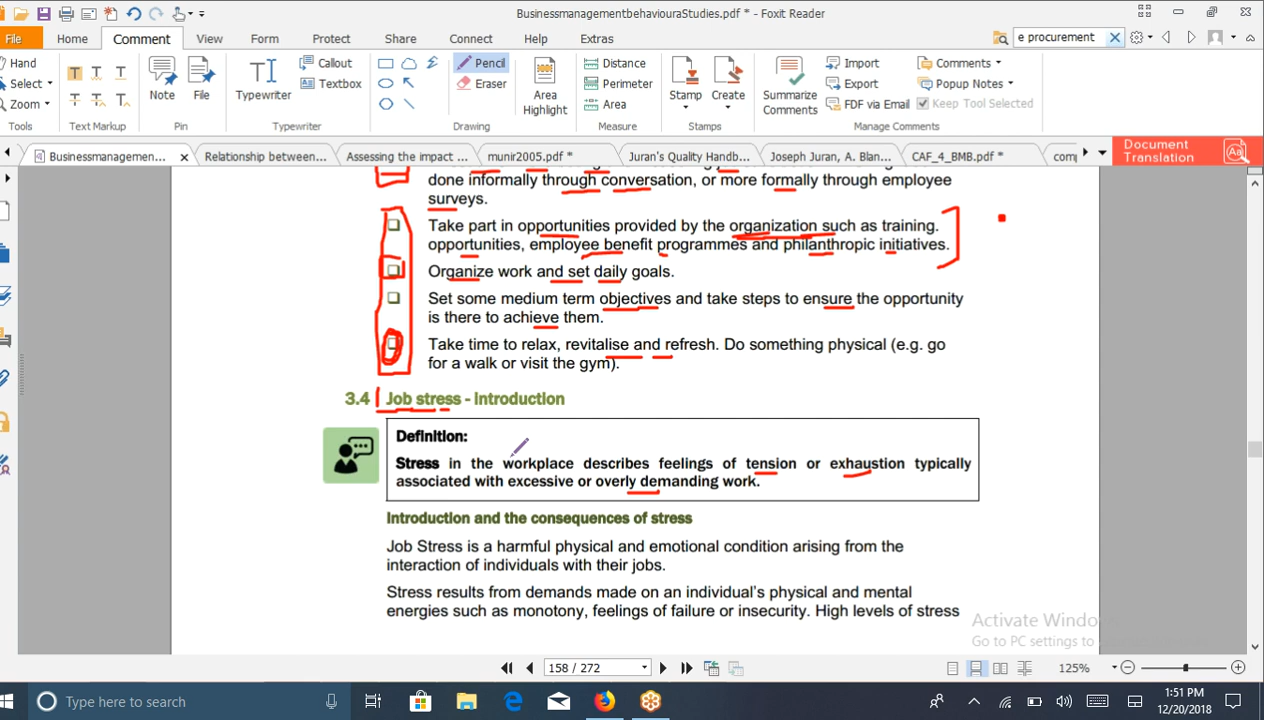 BusinessmanagementbehaviouraStudies.pdf * - Foxit Reader
File Home Comment View Form Protect Share Connect Help Extras e procurement
Hand
Select
Zoom
Tools
Text Markup
Note
File
Pin
Typewriter
Callout
Textbox
Typewriter
Pencil
Eraser
Drawing
Area
Highlight
Distance
Perimeter
Area
Measure
Stamp
Create
Stamps
Summarize
Comments
Import
Export
FDF via Email
Comments
Popup Notes
Keep Tool Selected
Manage Comments
Businessmanagemen... Relationship between... Assessing the impact ... munir2005.pdf * Juran's Quality Handb... Joseph Juran, A. Blan... CAF_4_BMB.pdf *
Document
Translation
done informally through conversation, or more formally through employee
surveys.
Take part in opportunities provided by the organization such as training.
opportunities, employee benefit programmes and philanthropic initiatives.
Organize work and set daily goals.
Set some medium term objectives and take steps to ensure the opportunity
is there to achieve them.
Take time to relax, revitalise and refresh. Do something physical (e.g. go
for a walk or visit the gym).
3.4 Job stress - Introduction
Definition:
Stress in the workplace describes feelings of tension or exhaustion typically
associated with excessive or overly demanding work.
Introduction and the consequences of stress
Job Stress is a harmful physical and emotional condition arising from the
interaction of individuals with their jobs.
Stress results from demands made on an individual's physical and mental
energies such as monotony, feelings of failure or insecurity. High levels of stress
Activate Windo
Go to PC settings to
158 / 272
125%
Type here to search
1:51 PM
12/20/2018